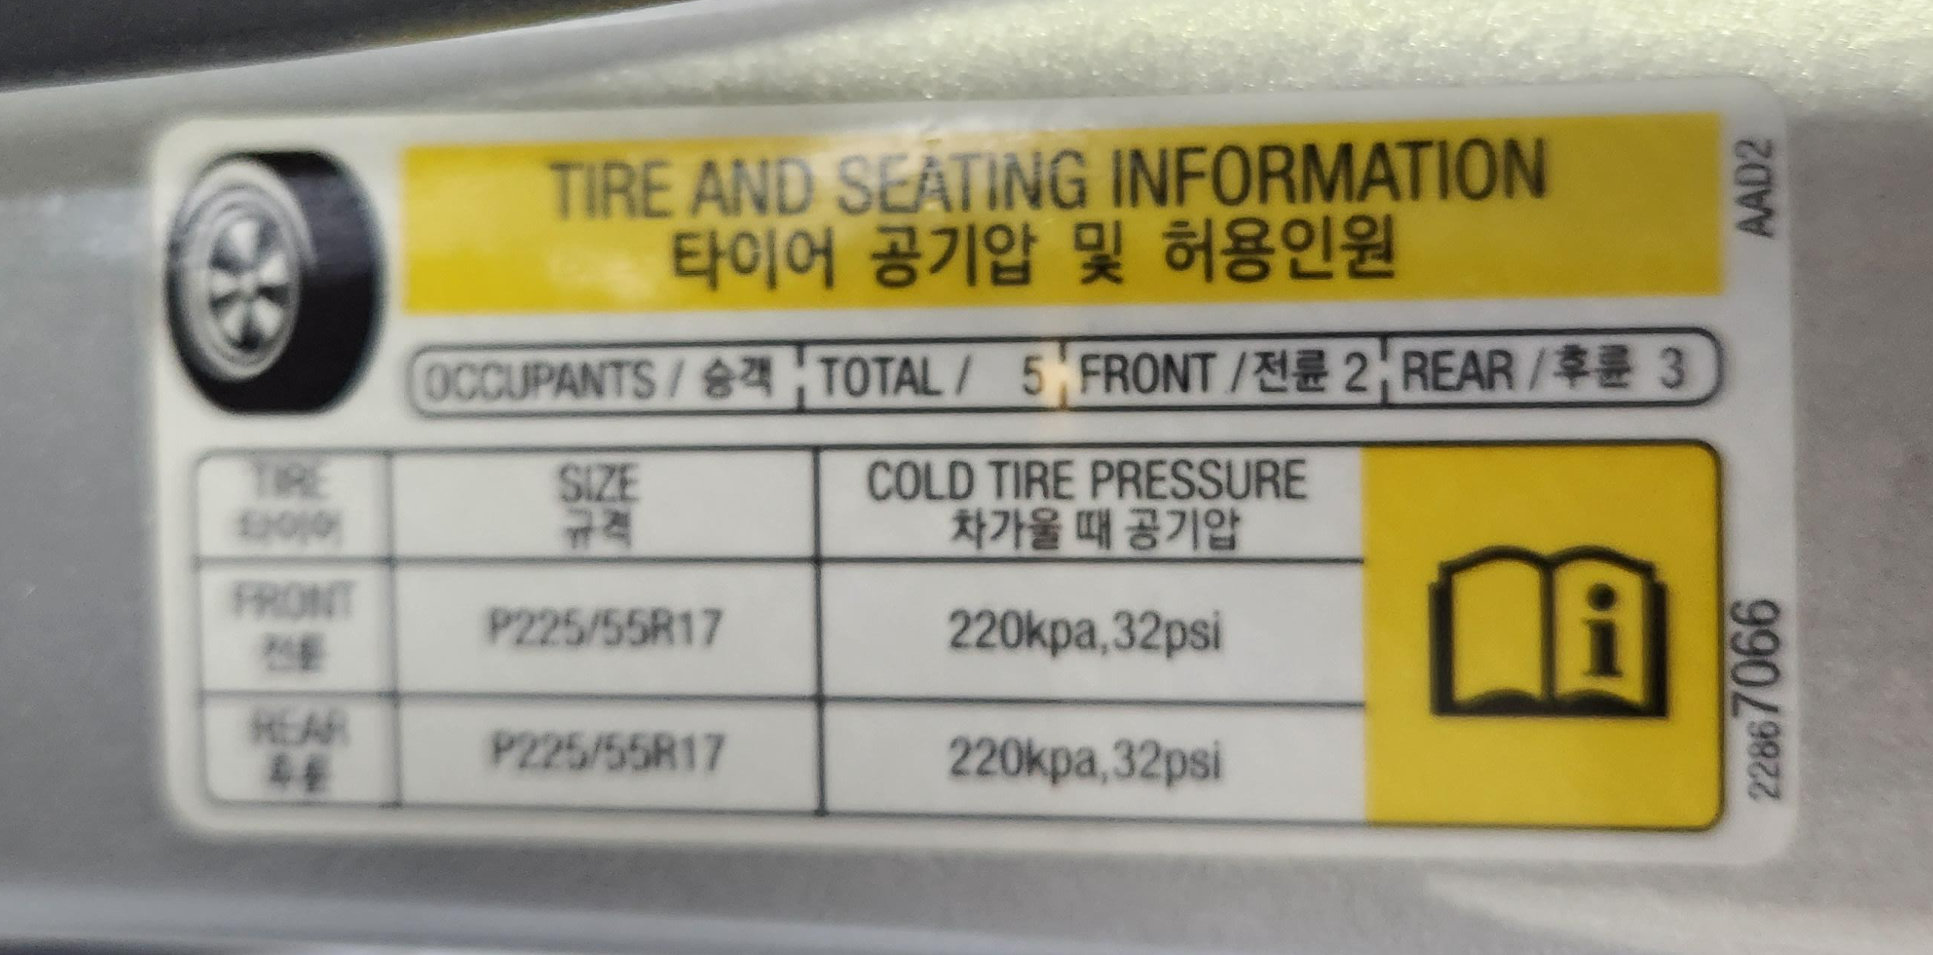 TIRE AND SEATING INFORMATION
타이어 공기압 및 허용인원
AAD2
OCCUPANTS / 승객 TOTAL / 5 FRONT / 전륜 2 REAR / 후륜 3
TIRE SIZE COLD TIRE PRESSURE
타이어 규격 차가울 때 공기압
FRONT
전륜 P225/55R17 220kpa,32psi
REAR
후륜 P225/55R17 220kpa,32psi
i
22867066